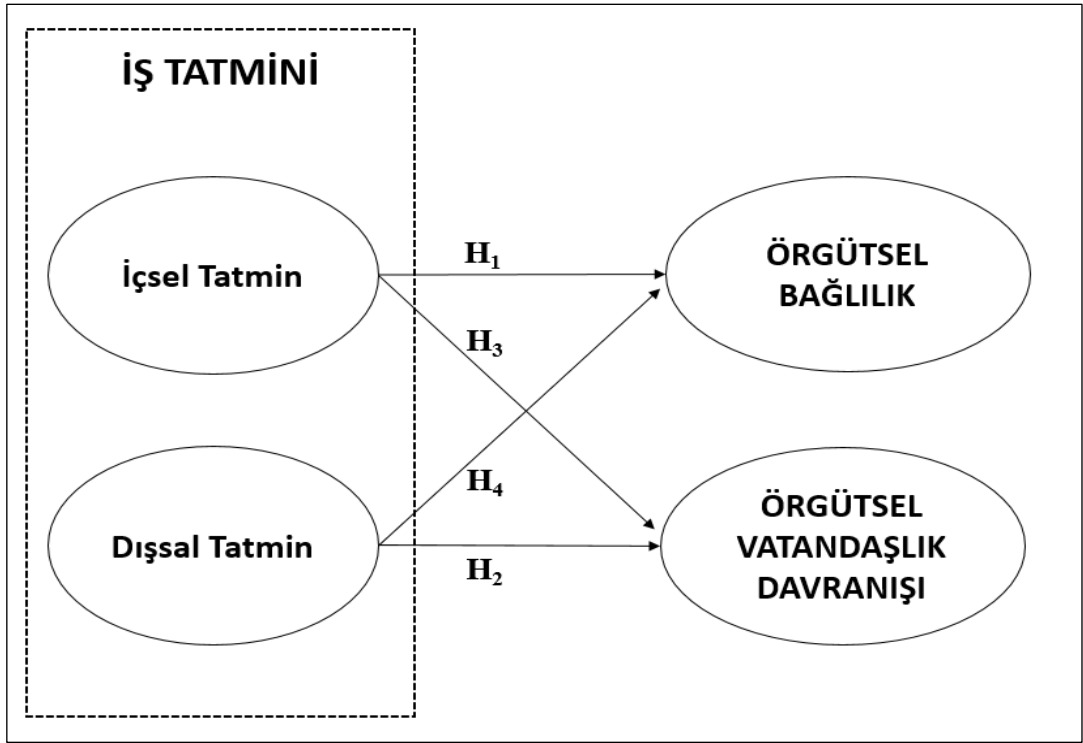 İŞ TATMİNİ
İçsel Tatmin
H₁
ÖRGÜTSEL
BAĞLILIK
H₃
H₄
Dışsal Tatmin
H₂
ÖRGÜTSEL
VATANDAŞLIK
DAVRANIŞI